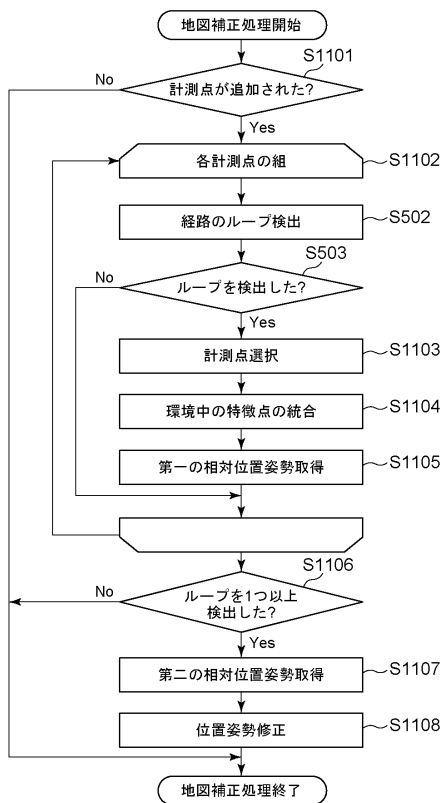 地図補正処理開始
S1101
No
計測点が追加された?
Yes
各計測点の組
S1102
経路のループ検出
S502
S503
No
ループを検出した?
Yes
計測点選択
S1103
環境中の特徴点の統合
S1104
第一の相対位置姿勢取得
S1105
S1106
No
ループを1つ以上
検出した?
Yes
第二の相対位置姿勢取得
S1107
位置姿勢修正
S1108
地図補正処理終了